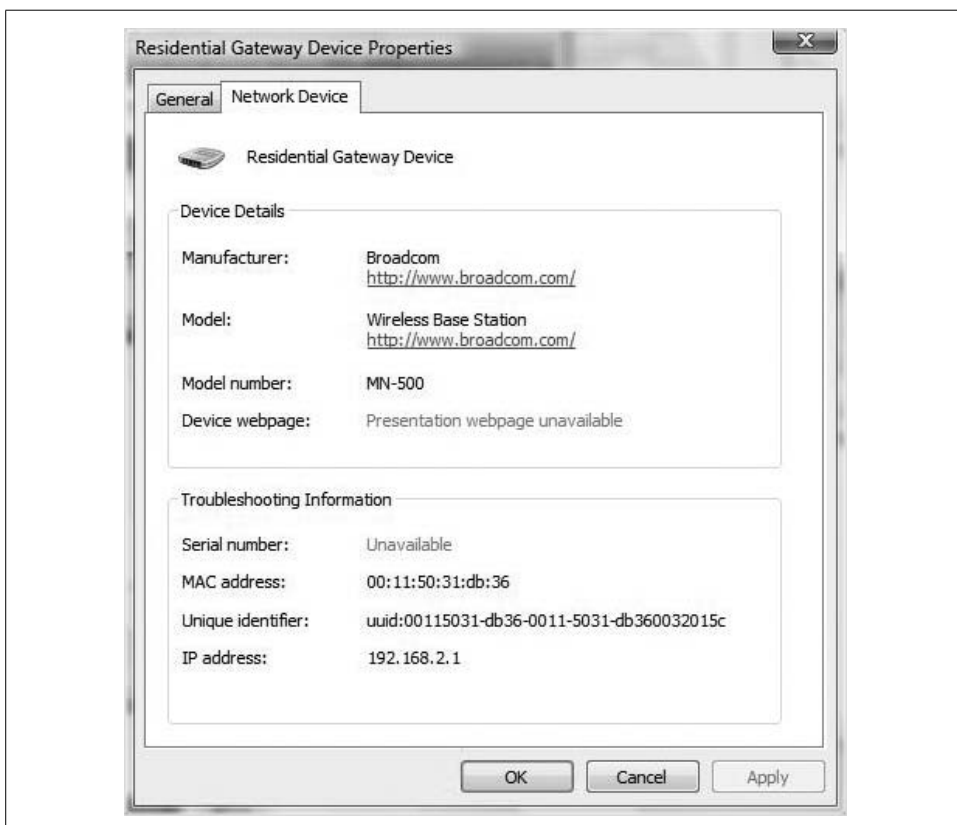 Residential Gateway Device Properties
X
General Network Device
Residential Gateway Device
Device Details
Manufacturer: Broadcom
http://www.broadcom.com/
Model: Wireless Base Station
http://www.broadcom.com/
Model number: MN-500
Device webpage: Presentation webpage unavailable
Troubleshooting Information
Serial number: Unavailable
MAC address: 00:11:50:31:db:36
Unique identifier: uuid:00115031-db36-0011-5031-db360032015c
IP address: 192.168.2.1
OK Cancel Apply